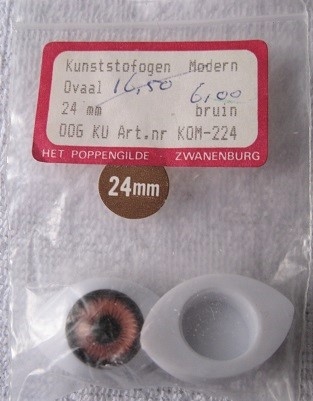 Kunststofogen Modern
Ovaal 16,50 6,00
24 mm bruin
006 KU Art.nr KOM-224
HET POPPENGILDE ZWANENBURG
24mm